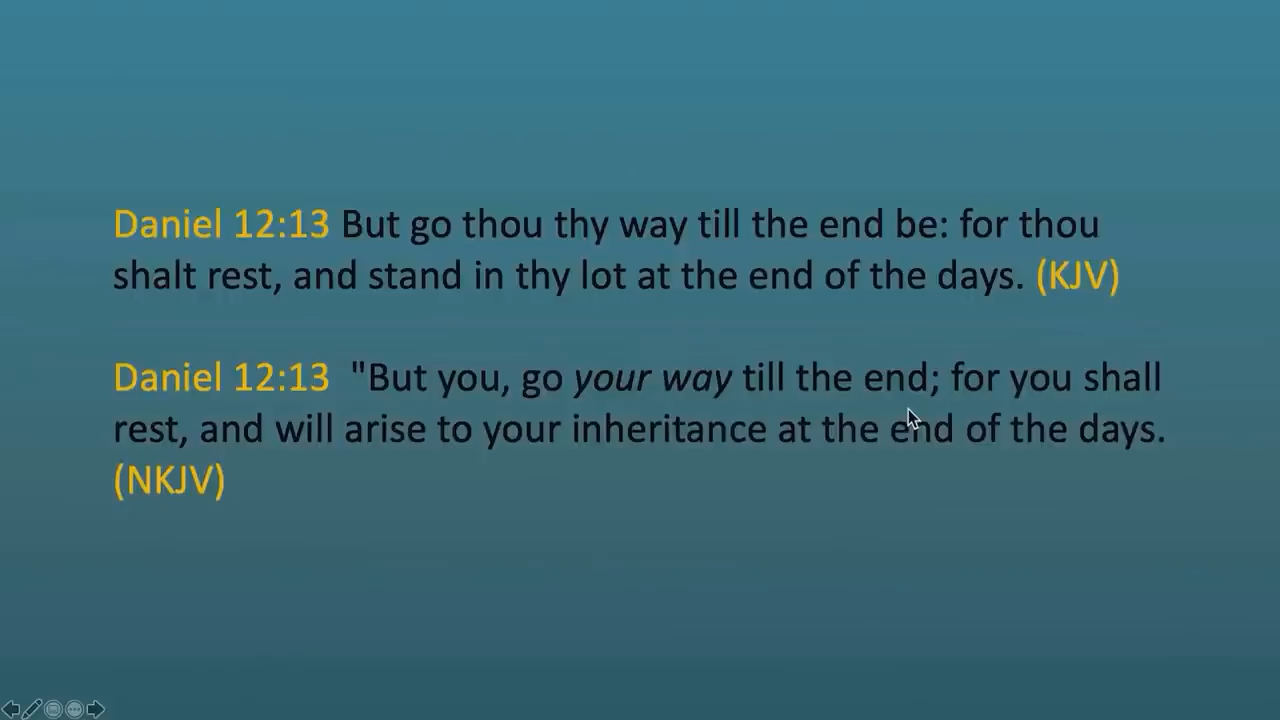 Daniel 12:13 But go thou thy way till the end be: for thou
shalt rest, and stand in thy lot at the end of the days. (KJV)
Daniel 12:13 "But you, go your way till the end; for you shall
rest, and will arise to your inheritance at the end of the days.
(NKJV)